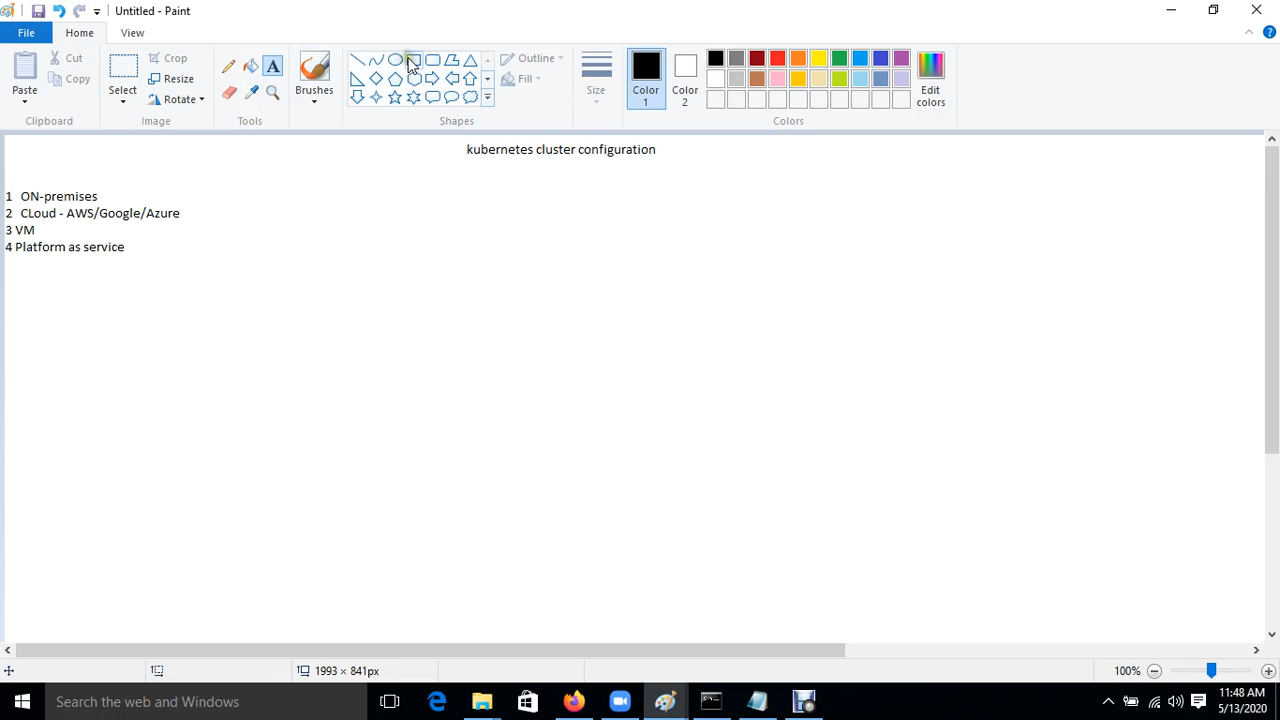 Untitled - Paint
File Home View
Paste Cut Copy Clipboard
Select Crop Resize Rotate Image
A Tools
Brushes
Shapes Outline Fill
Size
Color 1 Color 2 Edit colors Colors
kubernetes cluster configuration
1 ON-premises
2 CLoud - AWS/Google/Azure
3 VM
4 Platform as service
1993 × 841px 100%
Search the web and Windows
11:48 AM
5/13/2020